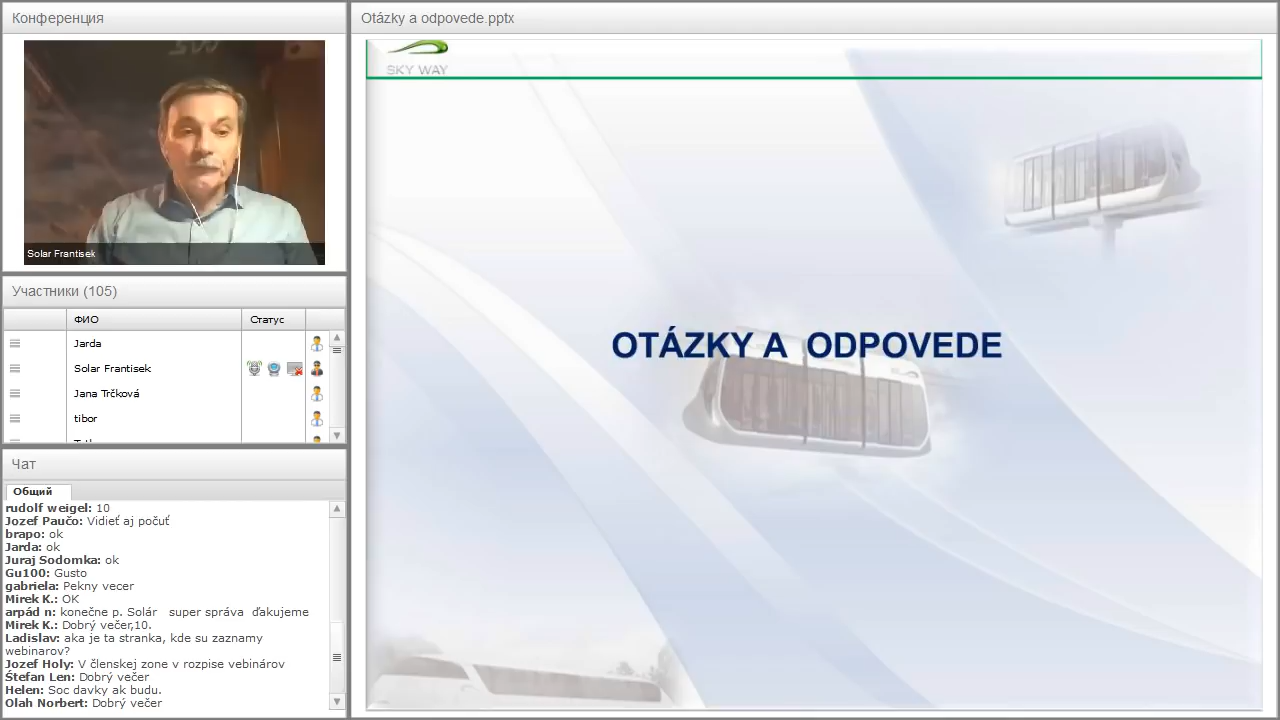 Конференция
Solar Frantisek
Участники (105)
ФИО Статус
Jarda
Solar Frantisek
Jana Trčková
tibor
Чат
Общий
rudolf weigel: 10
Jozef Paučo: Vidieť aj počuť
brapo: ok
Jarda: ok
Juraj Sodomka: ok
Gu100: Gusto
gabriela: Pekny vecer
Mirek K.: OK
arpád n: konečne p. Solár super správa ďakujeme
Mirek K.: Dobrý večer,10.
Ladislav: aka je ta stranka, kde su zaznamy
webinarov?
Jozef Holy: V členskej zone v rozpise vebinárov
Štefan Len: Dobrý večer
Helen: Soc davky ak budu.
Olah Norbert: Dobrý večer
Otázky a odpovede.pptx
SKY WAY
OTÁZKY A ODPOVEDE